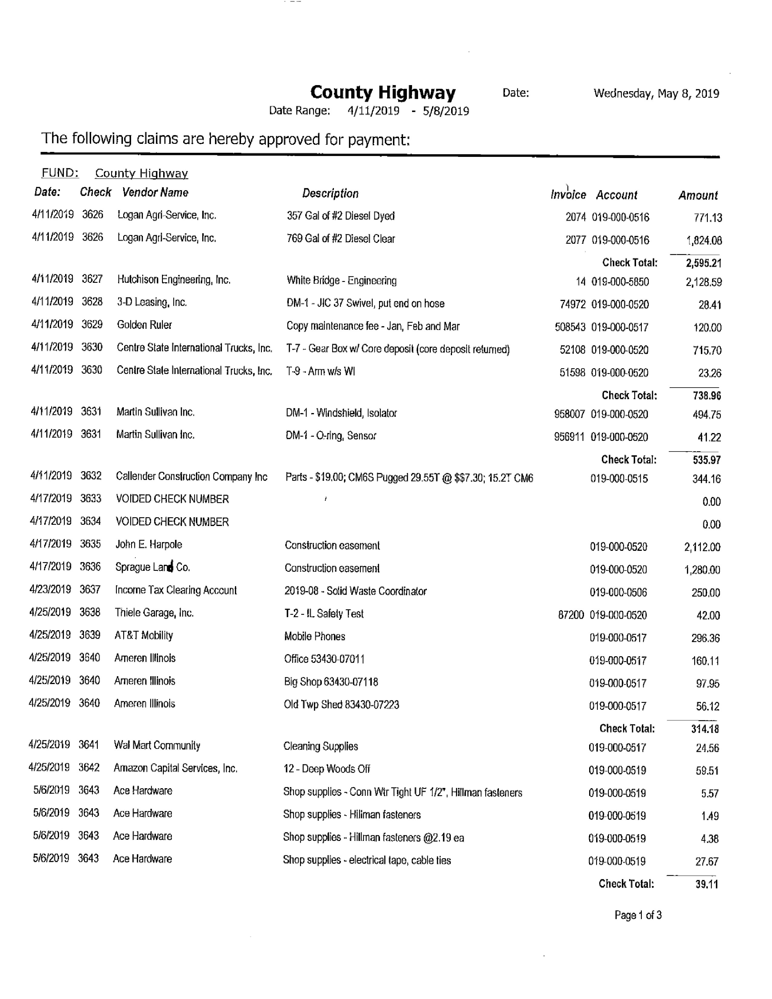 County Highway Date: Wednesday, May 8, 2019
Date Range: 4/11/2019 - 5/8/2019
The following claims are hereby approved for payment:
FUND: County Highway
Date: Check Vendor Name Description Invoice Account Amount
4/11/2019 3626 Logan Agri-Service, Inc. 357 Gal of #2 Diesel Dyed 2074 019-000-0516 771.13
4/11/2019 3626 Logan Agri-Service, Inc. 769 Gal of #2 Diesel Clear 2077 019-000-0516 1,824.08
Check Total: 2,595.21
4/11/2019 3627 Hutchison Engineering, Inc. White Bridge - Engineering 14 019-000-5850 2,128.59
4/11/2019 3628 3-D Leasing, Inc. DM-1 - JIC 37 Swivel, put end on hose 74972 019-000-0520 28.41
4/11/2019 3629 Golden Ruler Copy maintenance fee - Jan, Feb and Mar 508543 019-000-0517 120.00
4/11/2019 3630 Centre State International Trucks, Inc. T-7 - Gear Box w/ Core deposit (core deposit returned) 52108 019-000-0520 715.70
4/11/2019 3630 Centre State International Trucks, Inc. T-9 - Arm w/s WI 51598 019-000-0520 23.26
Check Total: 738.96
4/11/2019 3631 Martin Sullivan Inc. DM-1 - Windshield, Isolator 958007 019-000-0520 494.75
4/11/2019 3631 Martin Sullivan Inc. DM-1 - O-ring, Sensor 956911 019-000-0520 41.22
Check Total: 535.97
4/11/2019 3632 Callender Construction Company Inc Parts - $19.00; CM6S Pugged 29.55T @ $$7.30; 15.2T CM6 019-000-0515 344.16
4/17/2019 3633 VOIDED CHECK NUMBER 0.00
4/17/2019 3634 VOIDED CHECK NUMBER 0.00
4/17/2019 3635 John E. Harpole Construction easement 019-000-0520 2,112.00
4/17/2019 3636 Sprague Land Co. Construction easement 019-000-0520 1,280.00
4/23/2019 3637 Income Tax Clearing Account 2019-08 - Solid Waste Coordinator 019-000-0506 250.00
4/25/2019 3638 Thiele Garage, Inc. T-2 - IL Safety Test 87200 019-000-0520 42.00
4/25/2019 3639 AT&T Mobility Mobile Phones 019-000-0517 296.36
4/25/2019 3640 Ameren Illinois Office 53430-07011 019-000-0517 160.11
4/25/2019 3640 Ameren Illinois Big Shop 63430-07118 019-000-0517 97.95
4/25/2019 3640 Ameren Illinois Old Twp Shed 83430-07223 019-000-0517 56.12
Check Total: 314.18
4/25/2019 3641 Wal Mart Community Cleaning Supplies 019-000-0517 24.56
4/25/2019 3642 Amazon Capital Services, Inc. 12 - Deep Woods Off 019-000-0519 59.51
5/6/2019 3643 Ace Hardware Shop supplies - Conn Wtr Tight UF 1/2", Hillman fasteners 019-000-0519 5.57
5/6/2019 3643 Ace Hardware Shop supplies - Hillman fasteners 019-000-0519 1.49
5/6/2019 3643 Ace Hardware Shop supplies - Hillman fasteners @2.19 ea 019-000-0519 4.38
5/6/2019 3643 Ace Hardware Shop supplies - electrical tape, cable ties 019-000-0519 27.67
Check Total: 39.11
Page 1 of 3